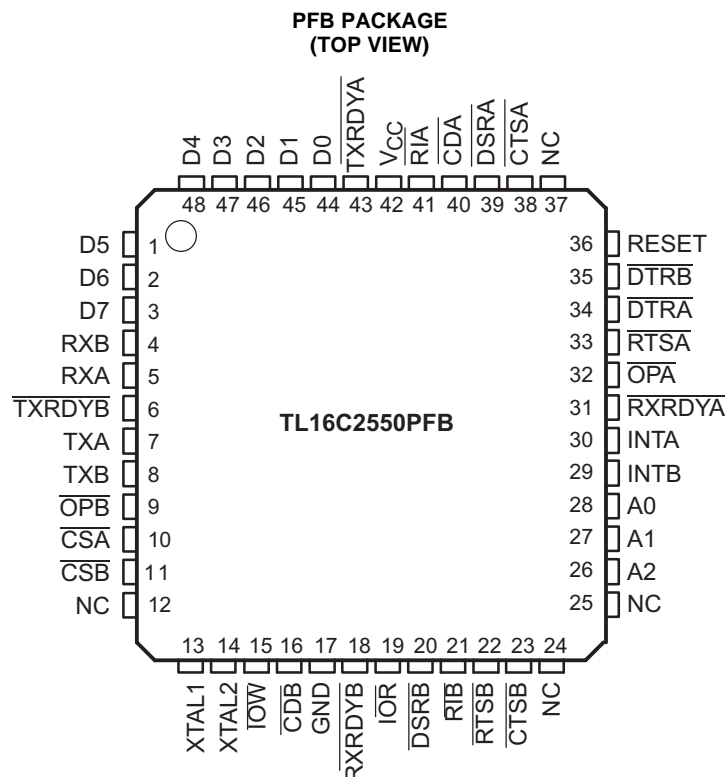 PFB PACKAGE
(TOP VIEW)
D4
D3
D2
D1
D0
TXRDYA
VCC
RIA
CDA
DSRA
CTSA
NC
48 47 46 45 44 43 42 41 40 39 38 37
D5 1 36 RESET
D6 2 35 DTRB
D7 3 34 DTRA
RXB 4 33 RTSA
RXA 5 32 OPA
TXRDYB 6 31 RXRDYA
TL16C2550PFB
TXA 7 30 INTA
TXB 8 29 INTB
OPB 9 28 A0
CSA 10 27 A1
CSB 11 26 A2
NC 12 25 NC
13 14 15 16 17 18 19 20 21 22 23 24
XTAL1
XTAL2
IOW
CDB
GND
RXRDYB
IOR
DSRB
RIB
RTSB
CTSB
NC